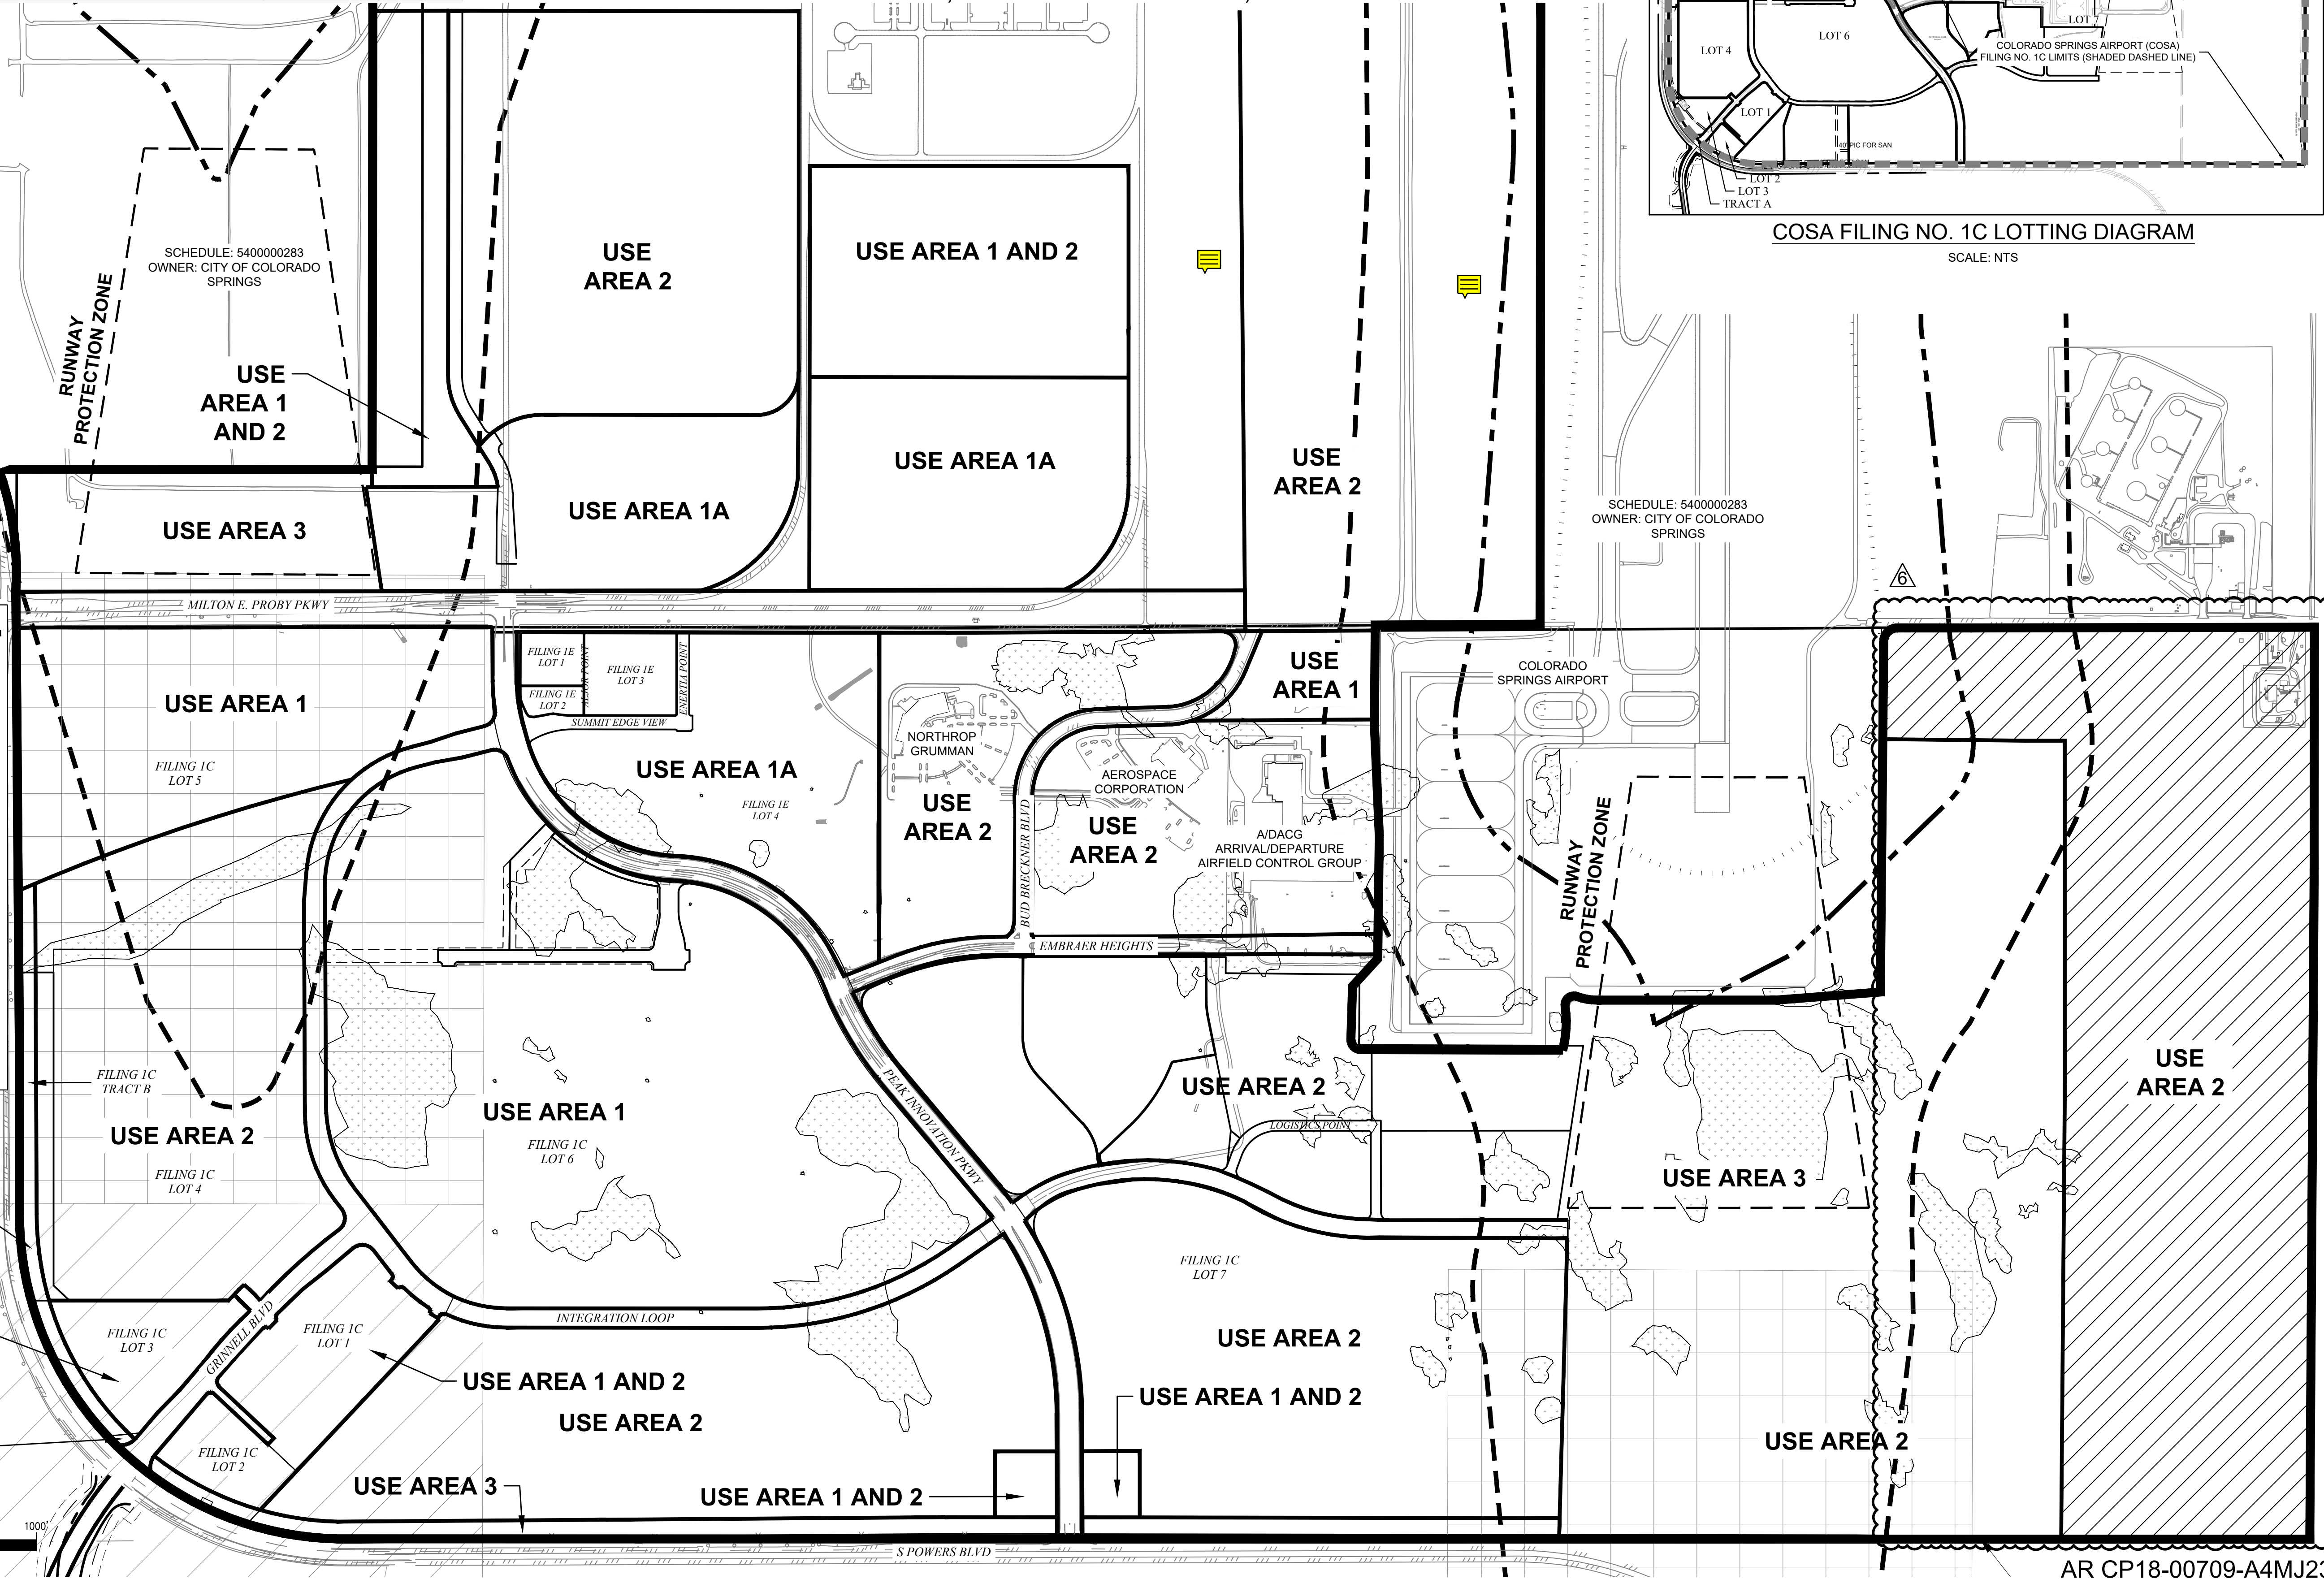 LOT 7
LOT 4
LOT 6
COLORADO SPRINGS AIRPORT (COSA)
FILING NO. 1C LIMITS (SHADED DASHED LINE)
LOT 1
40' PIC FOR SAN
LOT 2
LOT 3
TRACT A
COSA FILING NO. 1C LOTTING DIAGRAM
SCALE: NTS
SCHEDULE: 5400000283
OWNER: CITY OF COLORADO
SPRINGS
RUNWAY
PROTECTION ZONE
USE
AREA 1
AND 2
USE
AREA 2
USE AREA 1 AND 2
USE AREA 1A
USE AREA 1A
USE
AREA 2
SCHEDULE: 5400000283
OWNER: CITY OF COLORADO
SPRINGS
USE AREA 3
6
MILTON E. PROBY PKWY
USE AREA 1
FILING 1C
LOT 5
FILING 1E
LOT 1
FILING 1E
LOT 2
FILING 1E
LOT 3
ENERTIA POINT
SUMMIT EDGE VIEW
USE AREA 1A
FILING 1E
LOT 4
NORTHROP
GRUMMAN
USE
AREA 2
BUD BRECKNER BLVD
AEROSPACE
CORPORATION
USE
AREA 2
A/DACG
ARRIVAL/DEPARTURE
AIRFIELD CONTROL GROUP
USE
AREA 1
COLORADO
SPRINGS AIRPORT
RUNWAY
PROTECTION ZONE
EMBRAER HEIGHTS
FILING 1C
TRACT B
USE AREA 2
FILING 1C
LOT 4
USE AREA 1
FILING 1C
LOT 6
PEAK INNOVATION PKWY
USE AREA 2
LOGISTICS POINT
USE AREA 3
USE
AREA 2
FILING 1C
LOT 7
INTEGRATION LOOP
FILING 1C
LOT 3
GRINNELL BLVD
FILING 1C
LOT 1
USE AREA 1 AND 2
USE AREA 2
USE AREA 2
USE AREA 1 AND 2
USE AREA 2
FILING 1C
LOT 2
USE AREA 3
USE AREA 1 AND 2
1000'
S POWERS BLVD
AR CP18-00709-A4MJ2